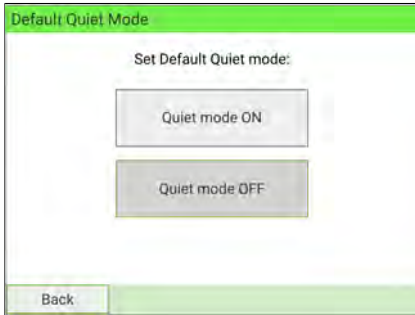 Default Quiet Mode
Set Default Quiet mode:
Quiet mode ON
Quiet mode OFF
Back